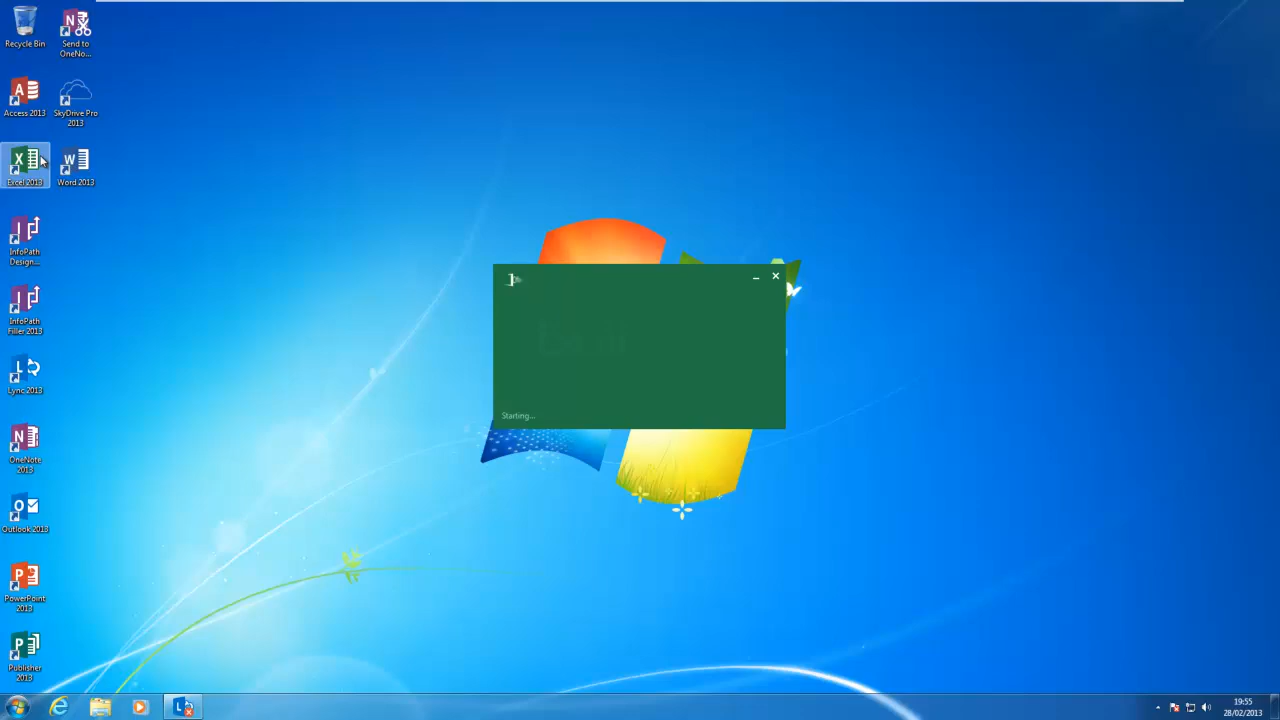 Recycle Bin
Send to
OneNo...
Access 2013
SkyDrive Pro
2013
Excel 2013
Word 2013
InfoPath
Design...
InfoPath
Filler 2013
Lync 2013
OneNote
2013
Outlook 2013
PowerPoint
2013
Publisher
2013
Starting...
19:55
28/02/2013